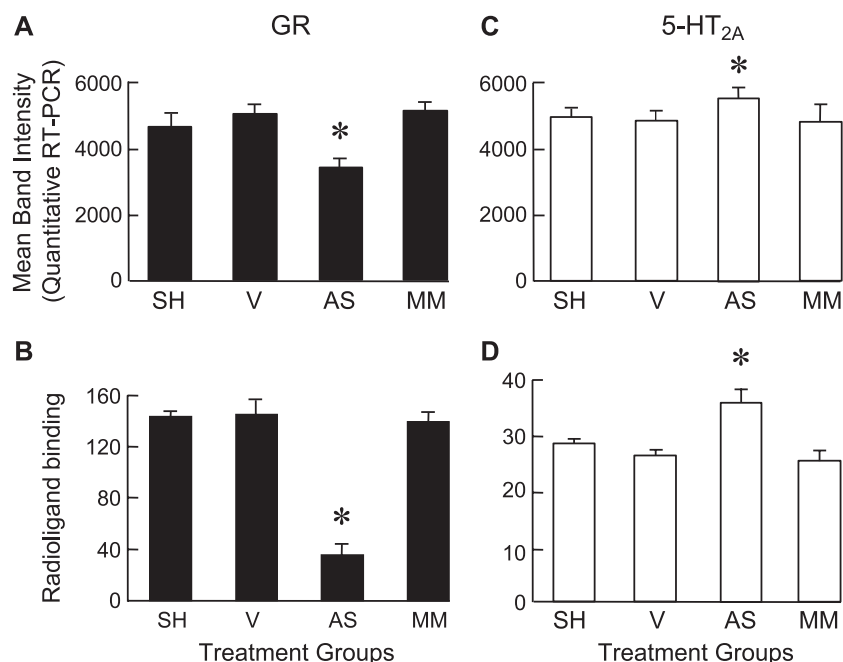 A
GR
Mean Band Intensity
(Quantitative RT-PCR)
6000
4000
2000
0
*
SH V AS MM
C
5-HT2A
6000
4000
2000
0
*
SH V AS MM
B
Radioligand binding
160
120
80
40
0
*
SH V AS MM
Treatment Groups
D
40
30
20
10
0
*
SH V AS MM
Treatment Groups